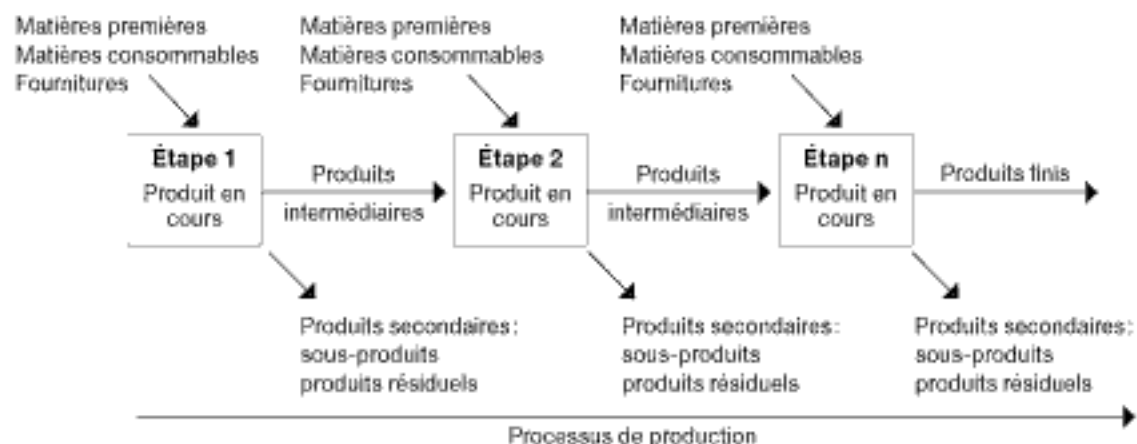 Matières premières
Matières consommables
Fournitures
Matières premières
Matières consommables
Fournitures
Matières premières
Matières consommables
Fournitures
Étape 1
Produit en
cours
Produits
intermédiaires
Étape 2
Produit en
cours
Produits
intermédiaires
Étape n
Produit en
cours
Produits finis
Produits secondaires :
sous-produits
produits résiduels
Produits secondaires :
sous-produits
produits résiduels
Produits secondaires :
sous-produits
produits résiduels
Processus de production